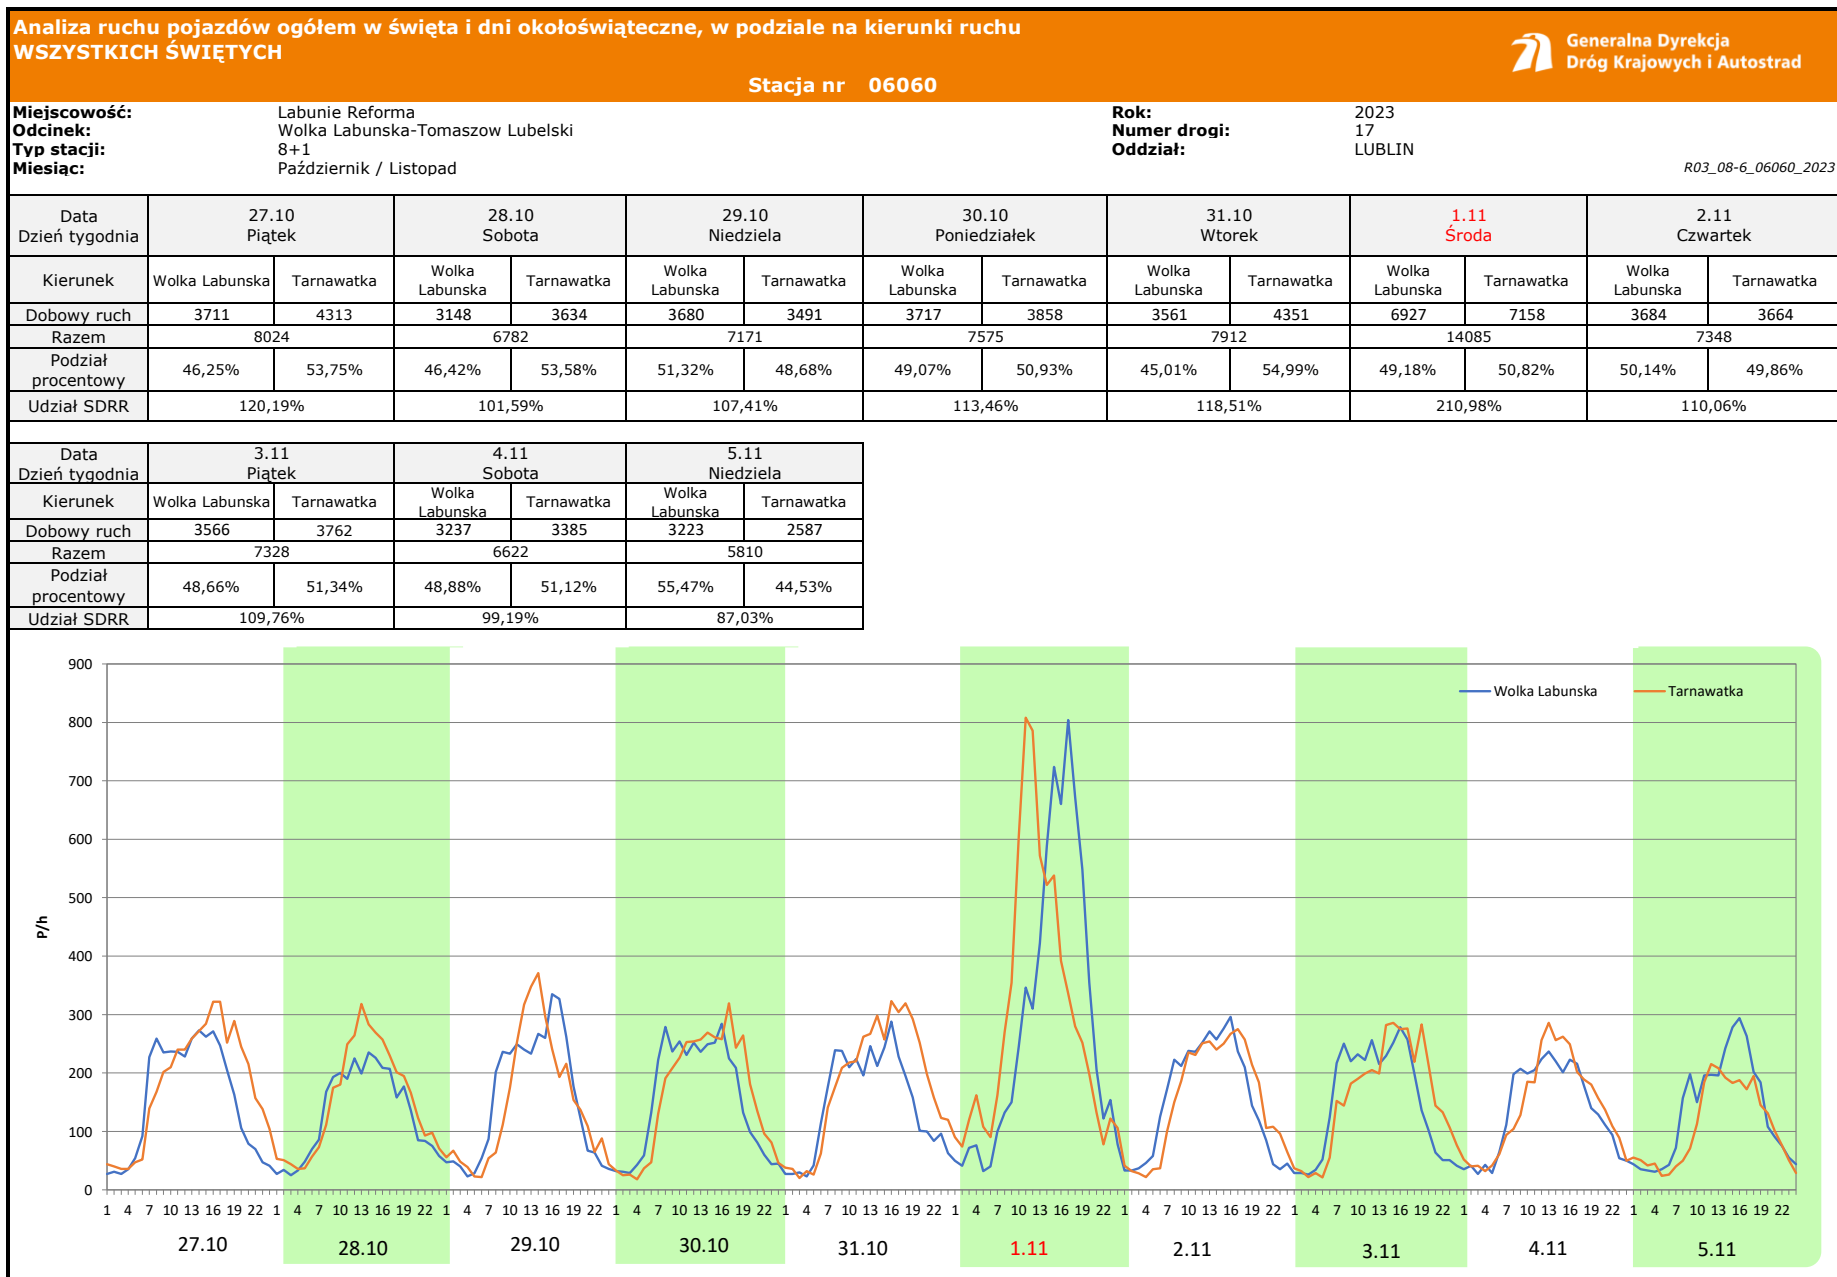 Analiza ruchu pojazdów ogółem w święta i dni okołoświąteczne, w podziale na kierunki ruchu
WSZYSTKICH ŚWIĘTYCH
Generalna Dyrekcja
Dróg Krajowych i Autostrad
Stacja nr 06060
Miejscowość: Labunie Reforma Rok: 2023
Odcinek: Wolka Labunska-Tomaszow Lubelski Numer drogi: 17
Typ stacji: 8+1 Oddział: LUBLIN
Miesiąc: Październik / Listopad R03_08-6_06060_2023
Data 27.10 28.10 29.10 30.10 31.10 1.11 2.11
Dzień tygodnia Piątek Sobota Niedziela Poniedziałek Wtorek Środa Czwartek
Kierunek Wolka Labunska Tarnawatka Wolka Labunska Tarnawatka Wolka Labunska Tarnawatka Wolka Labunska Tarnawatka Wolka Labunska Tarnawatka Wolka Labunska Tarnawatka Wolka Labunska Tarnawatka
Dobowy ruch 3711 4313 3148 3634 3680 3491 3717 3858 3561 4351 6927 7158 3684 3664
Razem 8024 6782 7171 7575 7912 14085 7348
Podział procentowy 46,25% 53,75% 46,42% 53,58% 51,32% 48,68% 49,07% 50,93% 45,01% 54,99% 49,18% 50,82% 50,14% 49,86%
Udział SDRR 120,19% 101,59% 107,41% 113,46% 118,51% 210,98% 110,06%
Data 3.11 4.11 5.11
Dzień tygodnia Piątek Sobota Niedziela
Kierunek Wolka Labunska Tarnawatka Wolka Labunska Tarnawatka Wolka Labunska Tarnawatka
Dobowy ruch 3566 3762 3237 3385 3223 2587
Razem 7328 6622 5810
Podział procentowy 48,66% 51,34% 48,88% 51,12% 55,47% 44,53%
Udział SDRR 109,76% 99,19% 87,03%
900
Wolka Labunska Tarnawatka
800
700
600
500
P/h
400
300
200
100
0
1 4 7 10 13 16 19 22 1 4 7 10 13 16 19 22 1 4 7 10 13 16 19 22 1 4 7 10 13 16 19 22 1 4 7 10 13 16 19 22 1 4 7 10 13 16 19 22 1 4 7 10 13 16 19 22 1 4 7 10 13 16 19 22 1 4 7 10 13 16 19 22 1 4 7 10 13 16 19 22
27.10 28.10 29.10 30.10 31.10 1.11 2.11 3.11 4.11 5.11